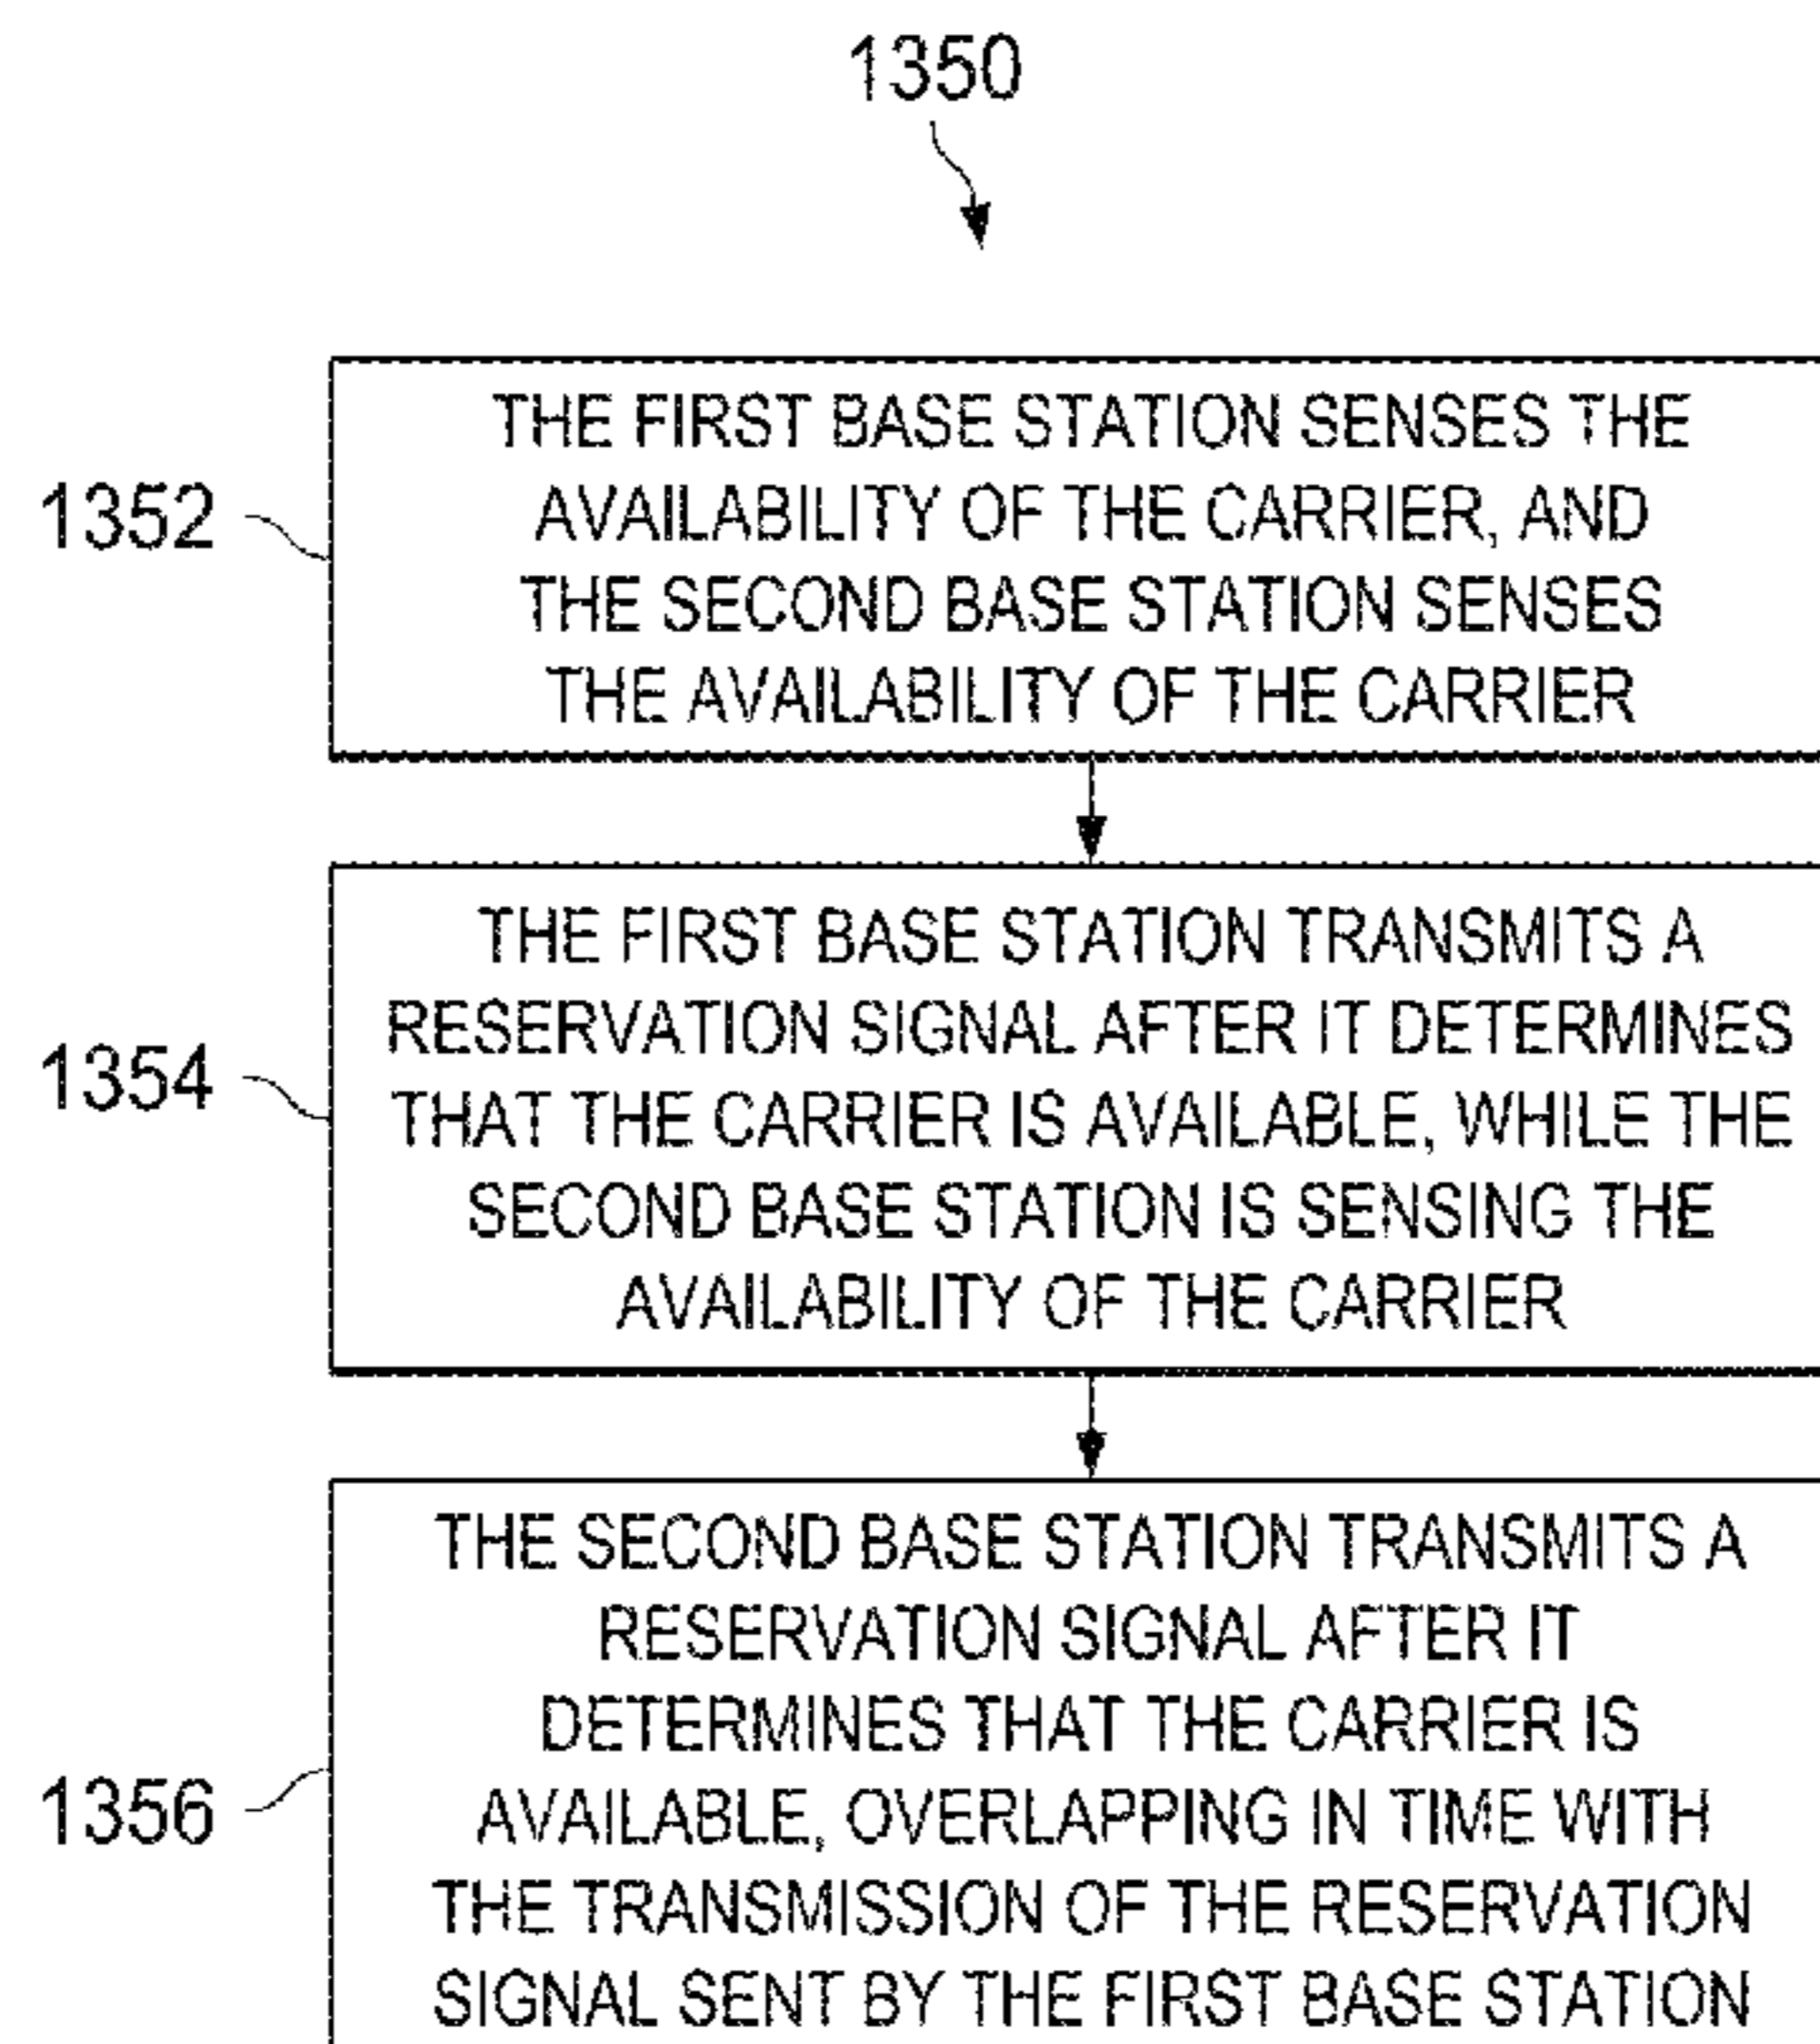 1350
1352
THE FIRST BASE STATION SENSES THE
AVAILABILITY OF THE CARRIER, AND
THE SECOND BASE STATION SENSES
THE AVAILABILITY OF THE CARRIER
1354
THE FIRST BASE STATION TRANSMITS A
RESERVATION SIGNAL AFTER IT DETERMINES
THAT THE CARRIER IS AVAILABLE, WHILE THE
SECOND BASE STATION IS SENSING THE
AVAILABILITY OF THE CARRIER
1356
THE SECOND BASE STATION TRANSMITS A
RESERVATION SIGNAL AFTER IT
DETERMINES THAT THE CARRIER IS
AVAILABLE, OVERLAPPING IN TIME WITH
THE TRANSMISSION OF THE RESERVATION
SIGNAL SENT BY THE FIRST BASE STATION